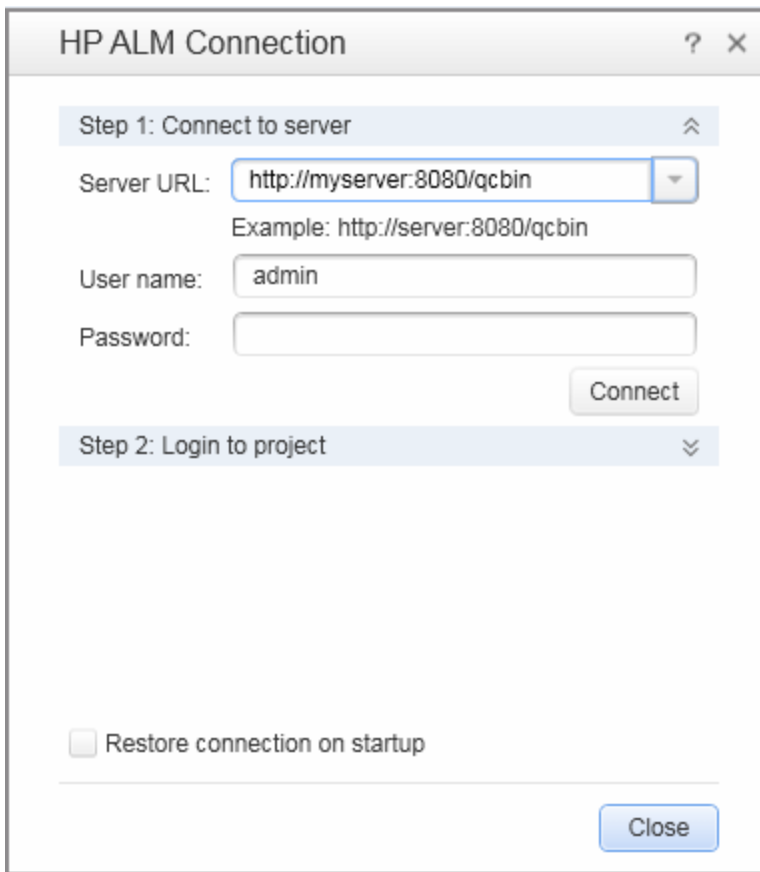 HP ALM Connection ? ×
Step 1: Connect to server
Server URL: http://myserver:8080/qcbin
Example: http://server:8080/qcbin
User name: admin
Password:
Connect
Step 2: Login to project
Restore connection on startup
Close